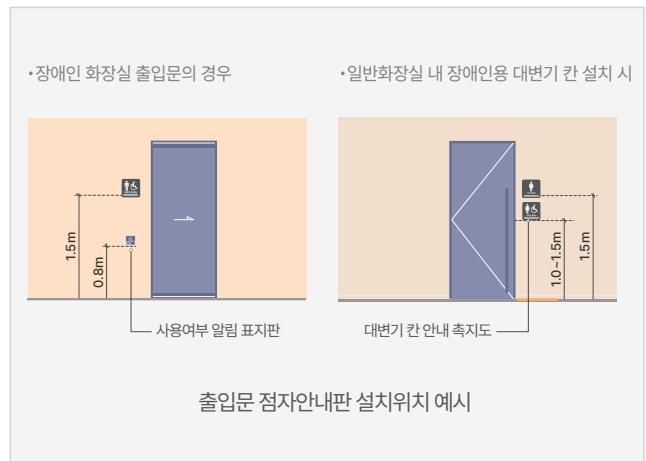 ·장애인 화장실 출입문의 경우
·일반화장실 내 장애인용 대변기 칸 설치 시
1.5m
0.8m
1.0~1.5m
1.5m
사용여부 알림 표지판
대변기 칸 안내 촉지도
출입문 점자안내판 설치위치 예시